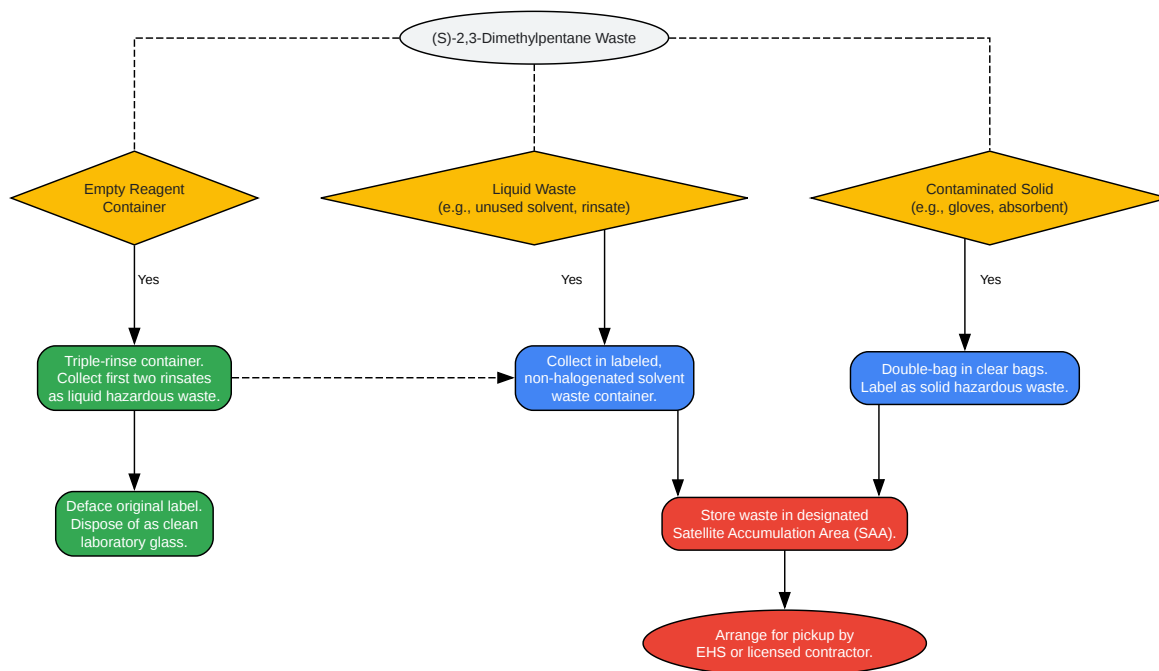 (S)-2,3-Dimethylpentane Waste
Empty Reagent
Container
Liquid Waste
(e.g., unused solvent, rinsate)
Contaminated Solid
(e.g., gloves, absorbent)
Yes
Yes
Yes
Triple-rinse container.
Collect first two rinsates
as liquid hazardous waste.
Collect in labeled,
non-halogenated solvent
waste container.
Double-bag in clear bags.
Label as solid hazardous waste.
Deface original label.
Dispose of as clean
laboratory glass.
Store waste in designated
Satellite Accumulation Area (SAA).
Arrange for pickup by
EHS or licensed contractor.